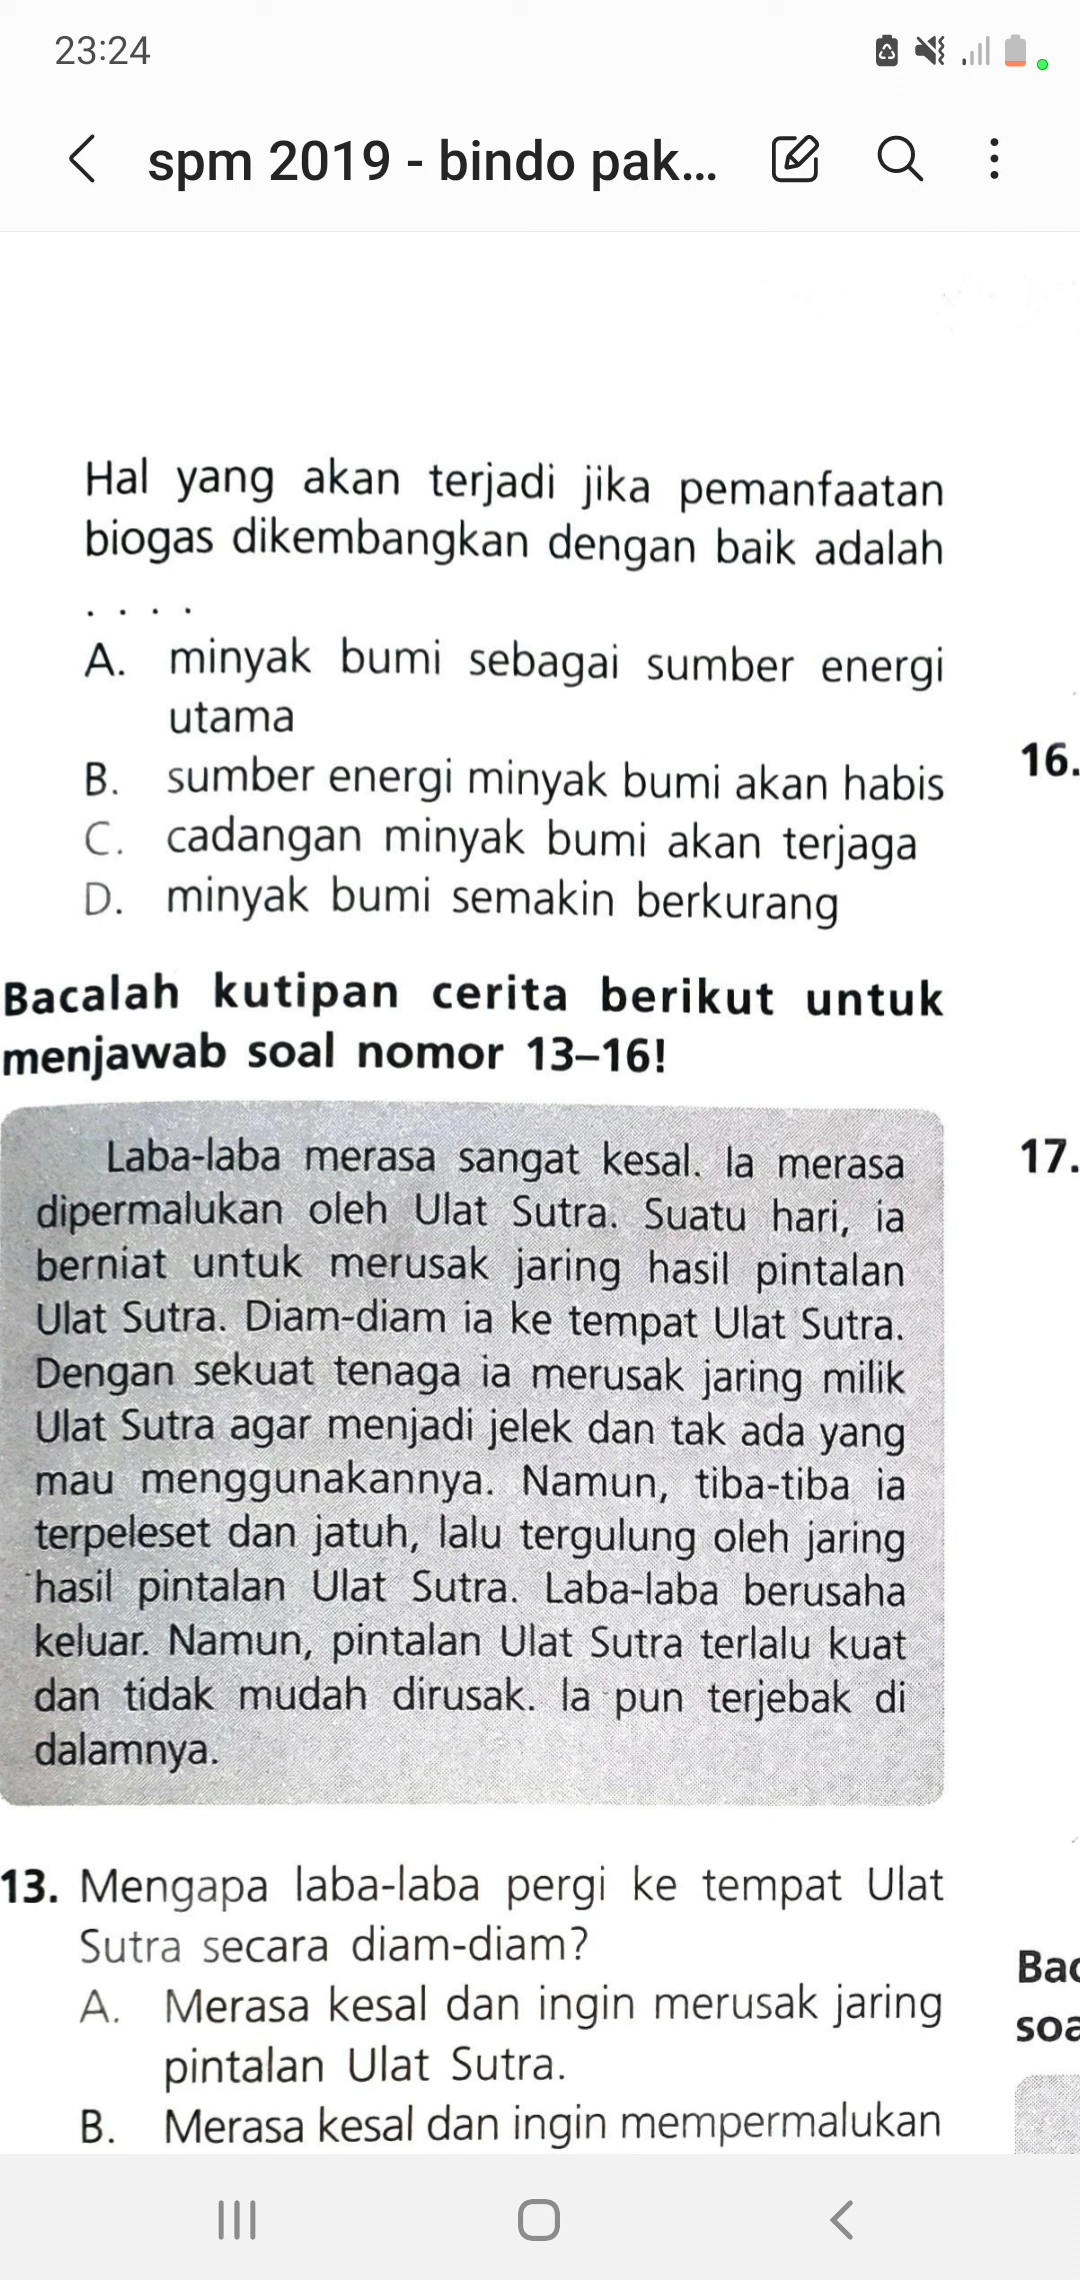 23:24
spm 2019 - bindo pak...
Hal yang akan terjadi jika pemanfaatan
biogas dikembangkan dengan baik adalah
. . . .
A. minyak bumi sebagai sumber energi
utama
B. sumber energi minyak bumi akan habis
C. cadangan minyak bumi akan terjaga
D. minyak bumi semakin berkurang
Bacalah kutipan cerita berikut untuk
menjawab soal nomor 13–16!
Laba-laba merasa sangat kesal. Ia merasa
dipermalukan oleh Ulat Sutra. Suatu hari, ia
berniat untuk merusak jaring hasil pintalan
Ulat Sutra. Diam-diam ia ke tempat Ulat Sutra.
Dengan sekuat tenaga ia merusak jaring milik
Ulat Sutra agar menjadi jelek dan tak ada yang
mau menggunakannya. Namun, tiba-tiba ia
terpeleset dan jatuh, lalu tergulung oleh jaring
hasil pintalan Ulat Sutra. Laba-laba berusaha
keluar. Namun, pintalan Ulat Sutra terlalu kuat
dan tidak mudah dirusak. Ia pun terjebak di
dalamnya.
13. Mengapa laba-laba pergi ke tempat Ulat
Sutra secara diam-diam?
A. Merasa kesal dan ingin merusak jaring
pintalan Ulat Sutra.
B. Merasa kesal dan ingin mempermalukan
16.
17.
Bac
soa